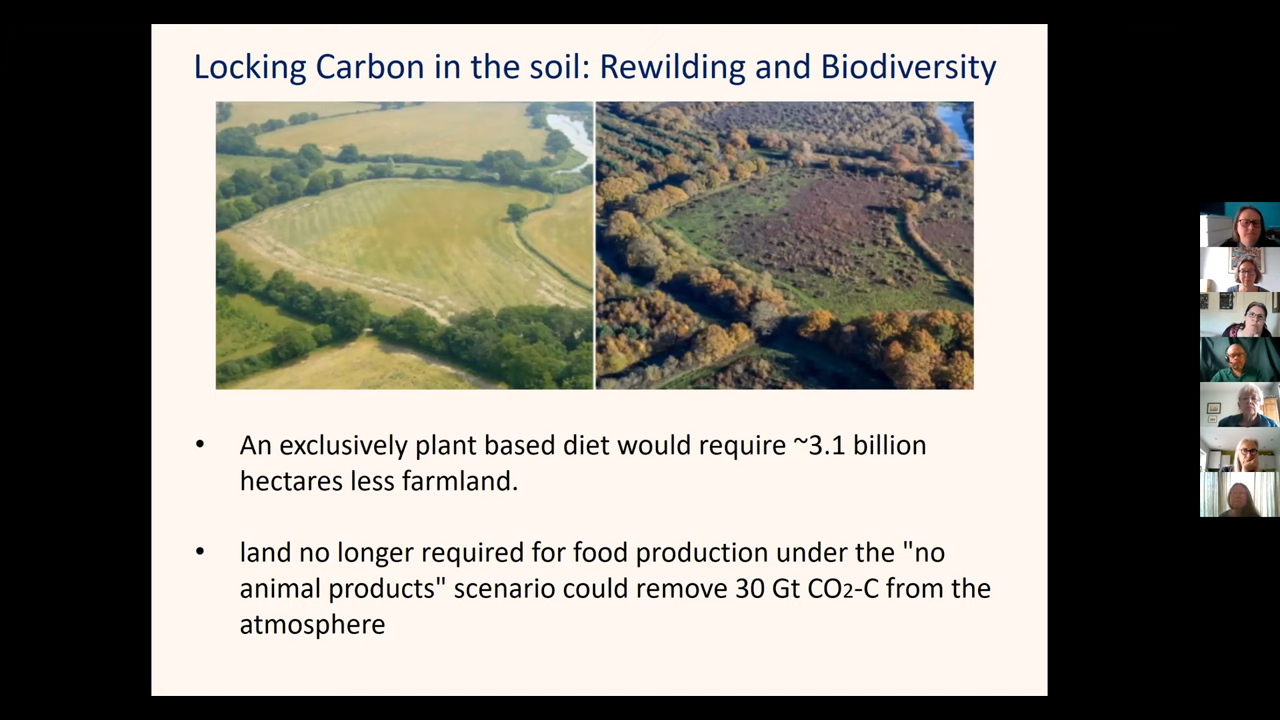 Locking Carbon in the soil: Rewilding and Biodiversity
• An exclusively plant based diet would require ~3.1 billion
hectares less farmland.
• land no longer required for food production under the "no
animal products" scenario could remove 30 Gt CO2-C from the
atmosphere